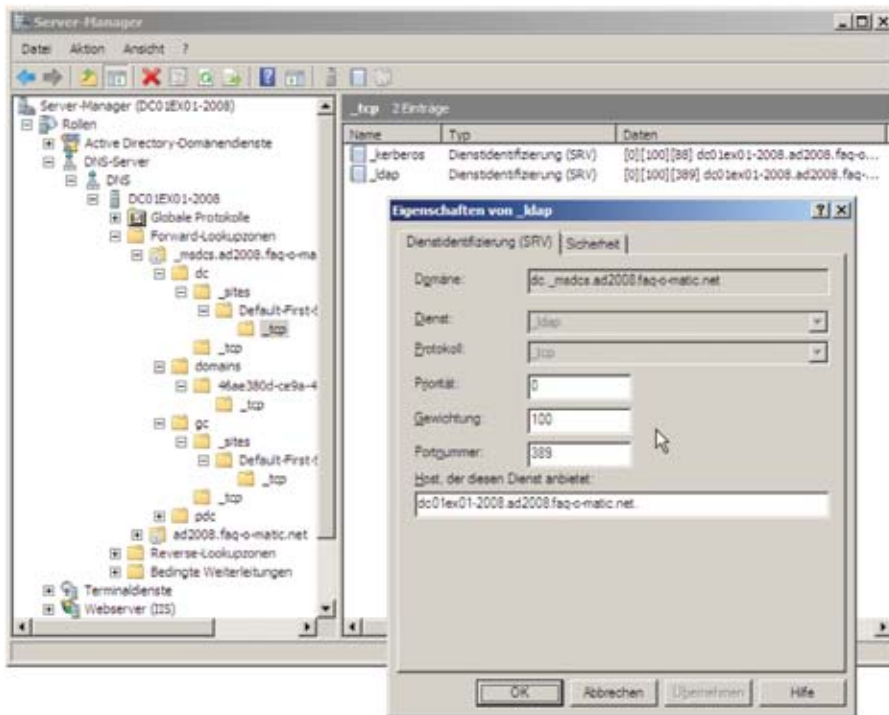 Server-Manager
Datei Aktion Ansicht ?
Server-Manager (DC01EX01-2008)
Rollen
Active Directory-Domänendienste
DNS-Server
DNS
DC01EX01-2008
Globale Protokolle
Forward-Lookupzonen
_msdcs.ad2008.faq-o-ma
dc
_sites
Default-First-S
_tcp
_tcp
domains
46ae380d-ce9a-4
_tcp
gc
_sites
Default-First-S
_tcp
_tcp
pdc
ad2008.faq-o-matic.net
Reverse-Lookupzonen
Bedingte Weiterleitungen
Terminaldienste
Webserver (IIS)
_tcp 2 Einträge
Name Typ Daten
_kerberos Dienstidentifizierung (SRV) [0][100][88] dc01ex01-2008.ad2008.faq-o...
_ldap Dienstidentifizierung (SRV) [0][100][389] dc01ex01-2008.ad2008.faq-...
Eigenschaften von _ldap
Dienstidentifizierung (SRV) Sicherheit
Domäne: dc._msdcs.ad2008.faq-o-matic.net
Dienst: _ldap
Protokoll: _tcp
Priorität: 0
Gewichtung: 100
Portnummer: 389
Host, der diesen Dienst anbietet:
dc01ex01-2008.ad2008.faq-o-matic.net.
OK Abbrechen Übernehmen Hilfe